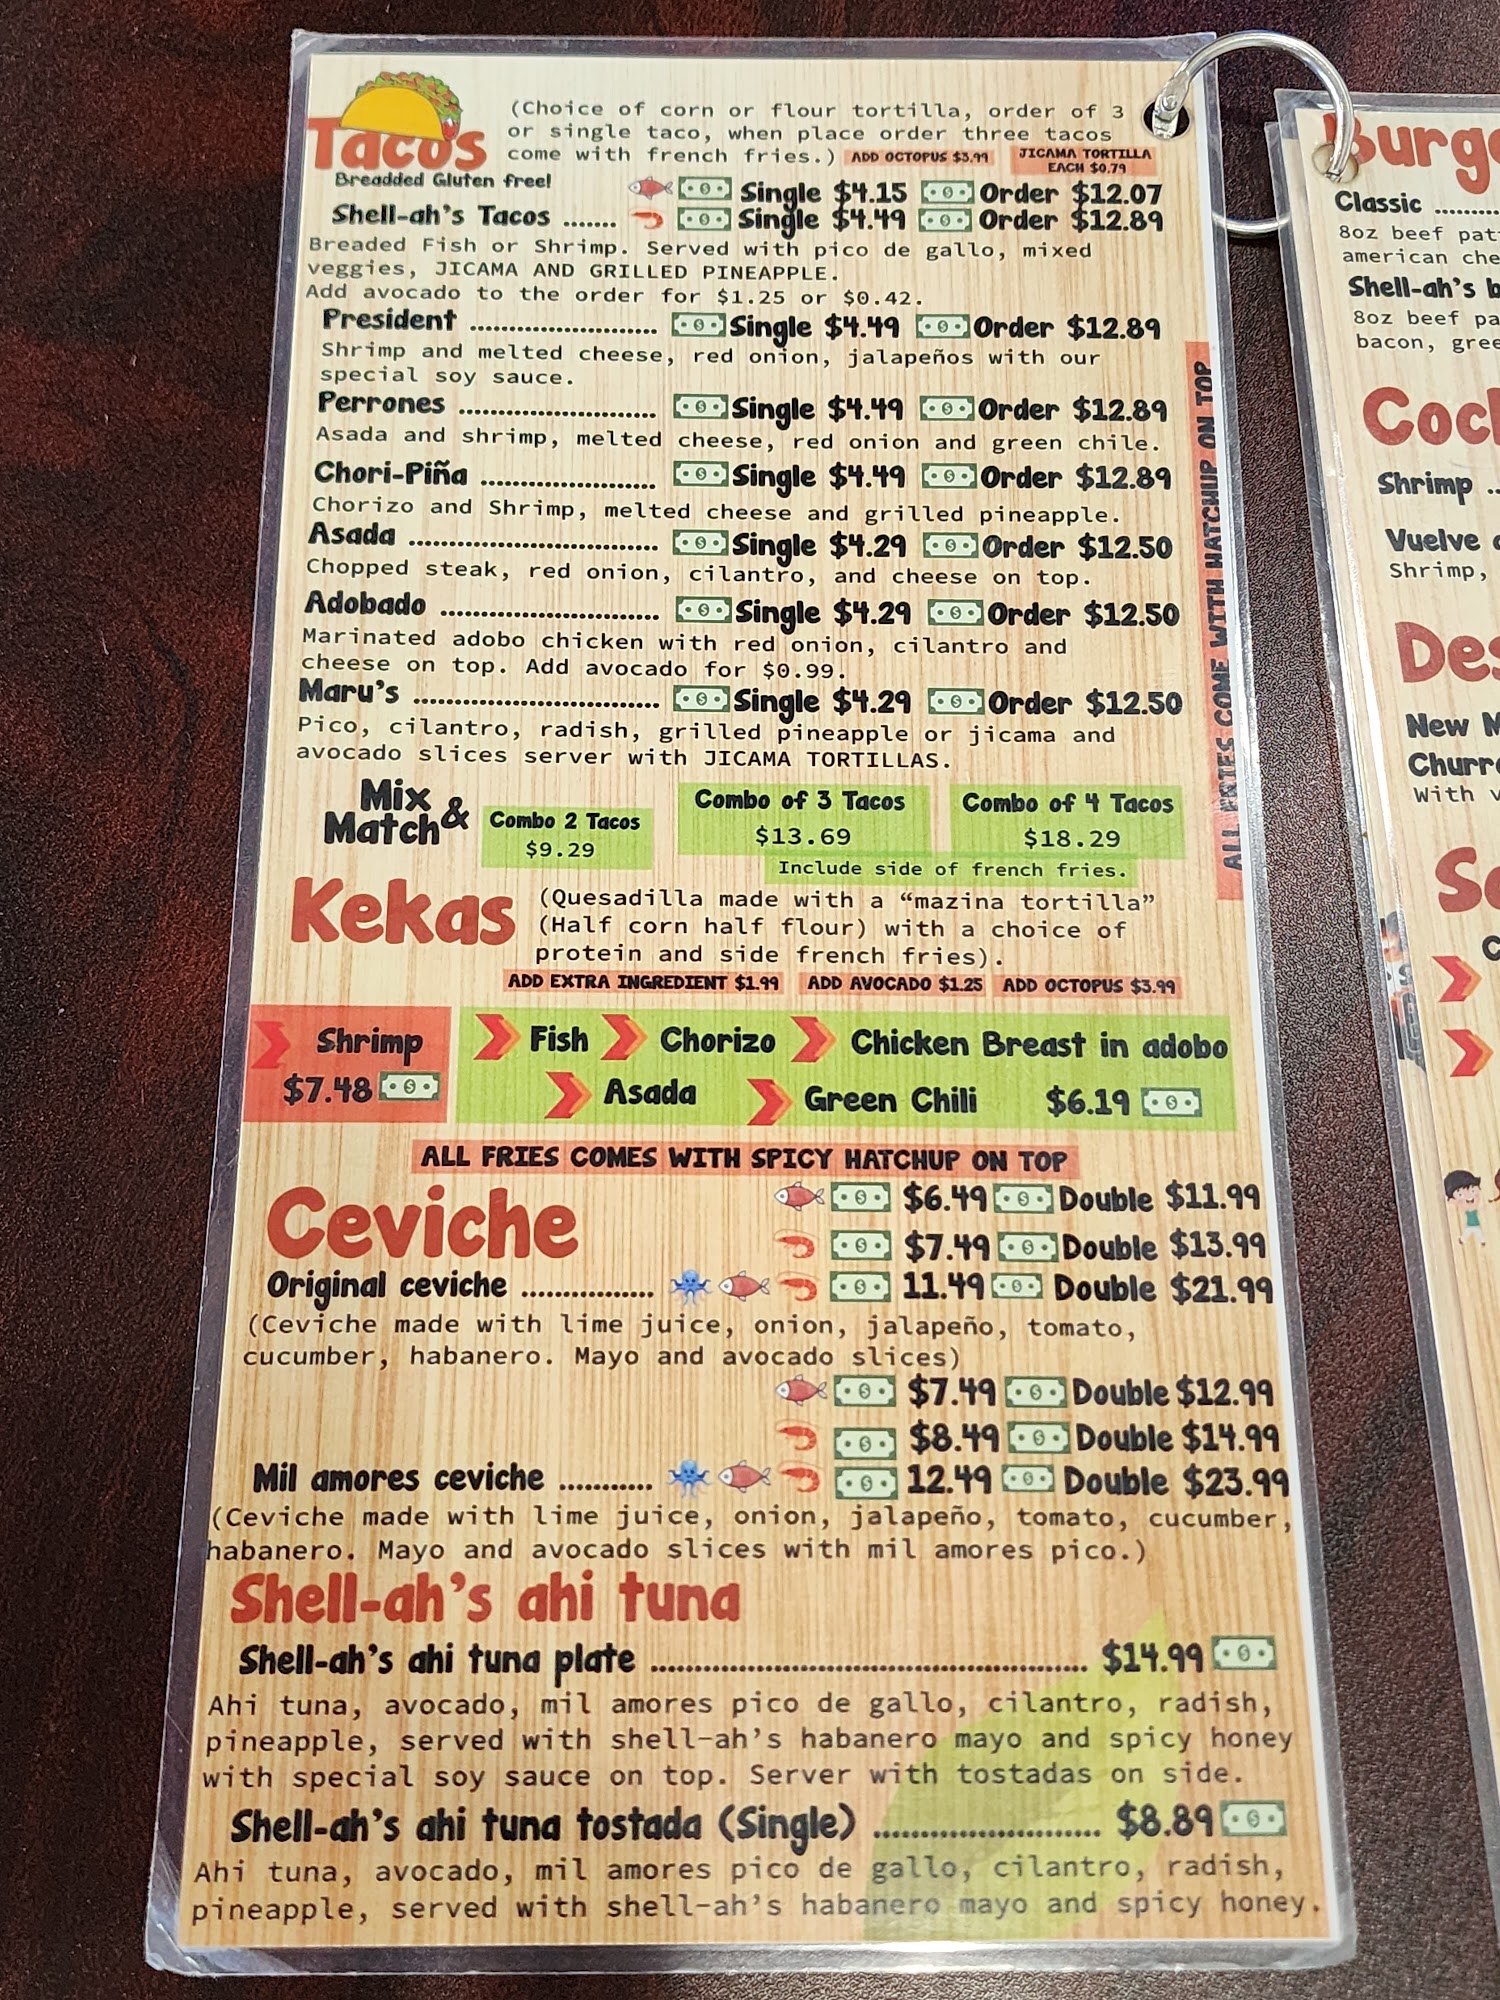 Tacos
(Choice of corn or flour tortilla, order of 3
or single taco, when place order three tacos
come with french fries.) ADD OCTOPUS $3.99 JICAMA TORTILLA
EACH $0.79
Breadded Gluten free!
Single $4.15 Order $12.07
Shell-ah's Tacos ....... Single $4.49 Order $12.89
Breaded Fish or Shrimp. Served with pico de gallo, mixed
veggies, JICAMA AND GRILLED PINEAPPLE.
Add avocado to the order for $1.25 or $0.42.
President ........................... Single $4.49 Order $12.89
Shrimp and melted cheese, red onion, jalapeños with our
special soy sauce.
Perrones ............................. Single $4.49 Order $12.89
Asada and shrimp, melted cheese, red onion and green chile.
Chori-Piña ......................... Single $4.49 Order $12.89
Chorizo and Shrimp, melted cheese and grilled pineapple.
Asada .................................... Single $4.29 Order $12.50
Chopped steak, red onion, cilantro, and cheese on top.
Adobado ................................ Single $4.29 Order $12.50
Marinated adobo chicken with red onion, cilantro and
cheese on top. Add avocado for $0.99.
Maru's .................................... Single $4.29 Order $12.50
Pico, cilantro, radish, grilled pineapple or jicama and
avocado slices server with JICAMA TORTILLAS.
ALL FRIES COME WITH HATCHUP ON TOP
Mix &
Match
Combo 2 Tacos
$9.29
Combo of 3 Tacos
$13.69
Combo of 4 Tacos
$18.29
Include side of french fries.
Kekas
(Quesadilla made with a “mazina tortilla”
(Half corn half flour) with a choice of
protein and side french fries).
ADD EXTRA INGREDIENT $1.99 ADD AVOCADO $1.25 ADD OCTOPUS $3.99
Shrimp
$7.48
Fish Chorizo Chicken Breast in adobo
Asada Green Chili $6.19
ALL FRIES COMES WITH SPICY HATCHUP ON TOP
Ceviche
$6.49 Double $11.99
$7.49 Double $13.99
Original ceviche ................ 11.49 Double $21.99
(Ceviche made with lime juice, onion, jalapeño, tomato,
cucumber, habanero. Mayo and avocado slices)
$7.49 Double $12.99
$8.49 Double $14.99
Mil amores ceviche ........... 12.49 Double $23.99
(Ceviche made with lime juice, onion, jalapeño, tomato, cucumber,
habanero. Mayo and avocado slices with mil amores pico.)
Shell-ah's ahi tuna
Shell-ah's ahi tuna plate .................................................. $14.99
Ahi tuna, avocado, mil amores pico de gallo, cilantro, radish,
pineapple, served with shell-ah's habanero mayo and spicy honey
with special soy sauce on top. Server with tostadas on side.
Shell-ah's ahi tuna tostada (Single) .......................... $8.89
Ahi tuna, avocado, mil amores pico de gallo, cilantro, radish,
pineapple, served with shell-ah's habanero mayo and spicy honey.
Burge
Classic .........
8oz beef pat
american che
Shell-ah's b
8oz beef pa
bacon, gree
Coc
Shrimp ..
Vuelve
Shrimp,
Des
New M
Churr
With v